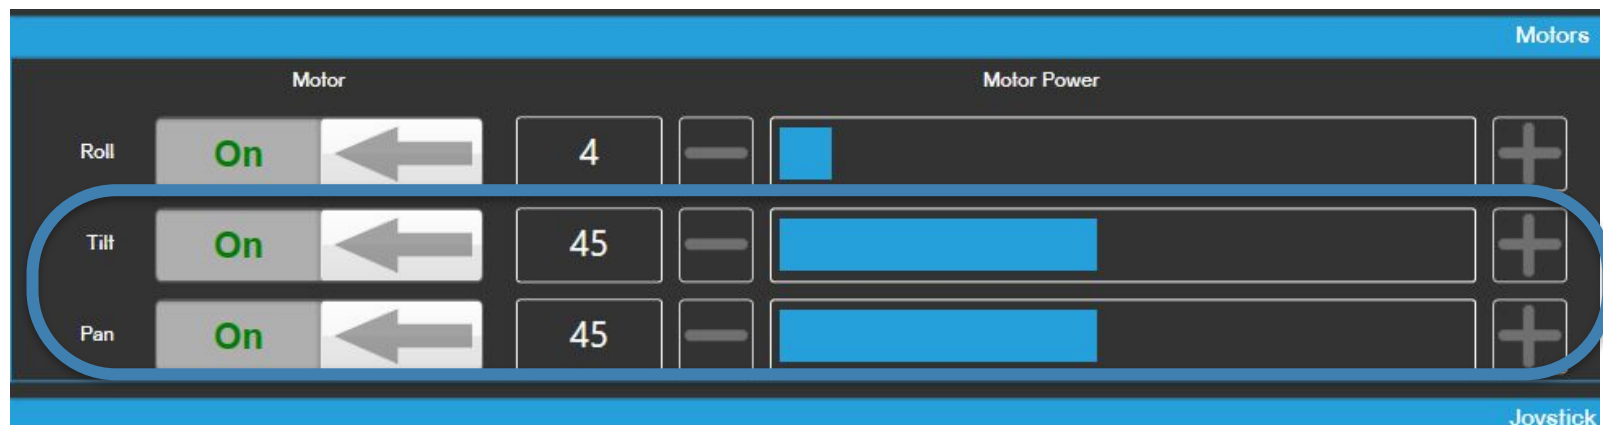 Motors
Motor Motor Power
Roll On 4
Tilt On 45
Pan On 45
Joystick